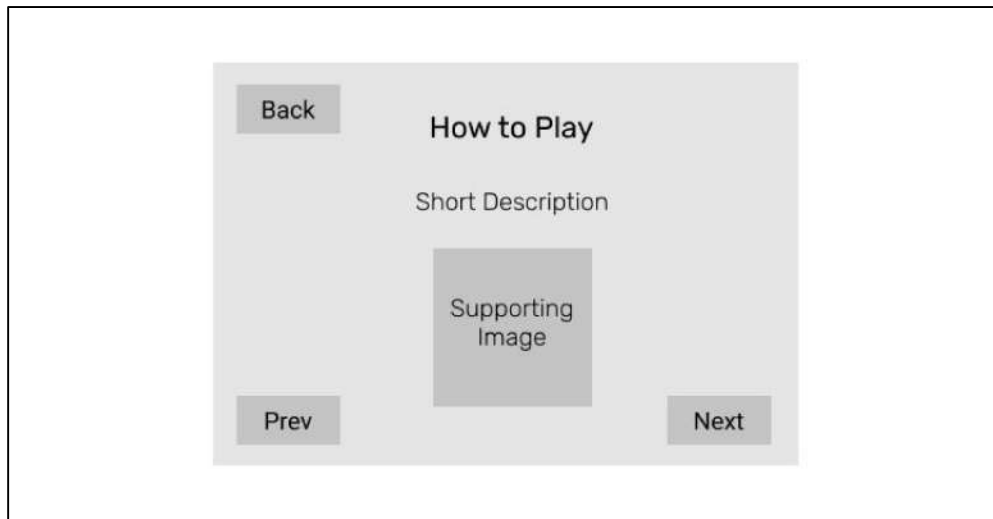 Back
How to Play
Short Description
Supporting
Image
Prev
Next